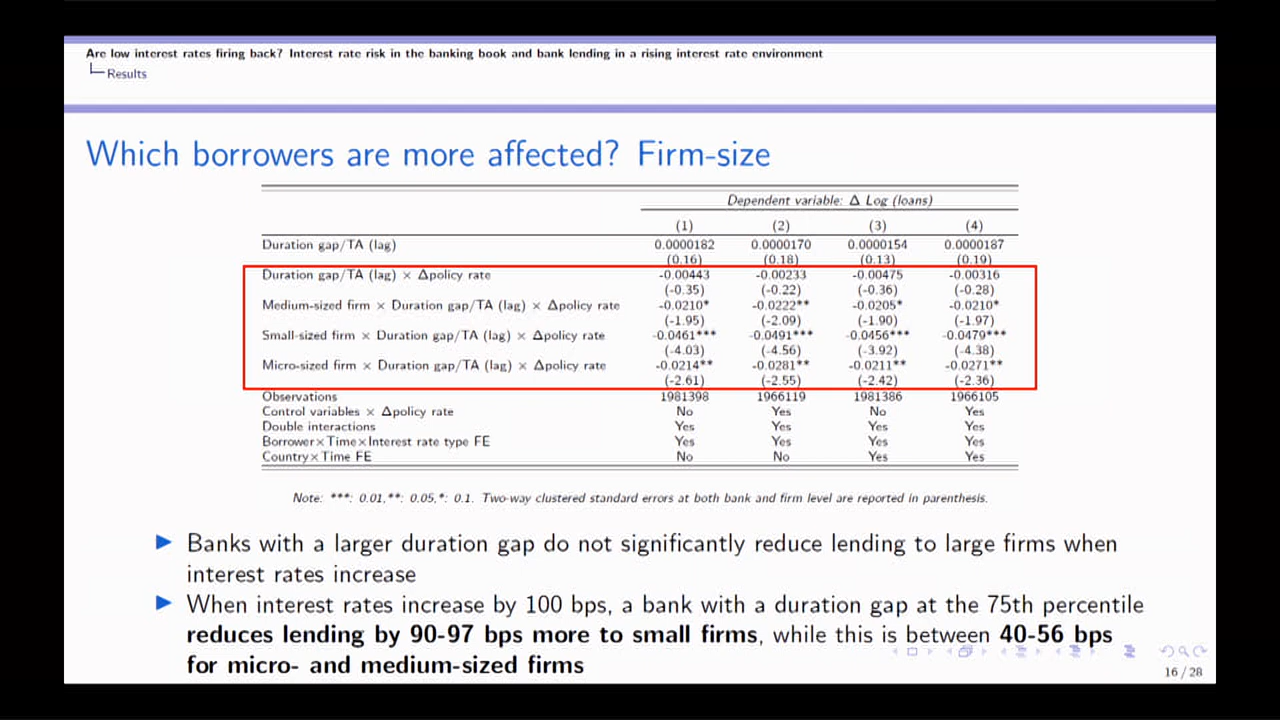 Are low interest rates firing back? Interest rate risk in the banking book and bank lending in a rising interest rate environment
Results
Which borrowers are more affected? Firm-size
Dependent variable: Δ Log (loans)
(1) (2) (3) (4)
Duration gap/TA (lag) 0.0000182 0.0000170 0.0000154 0.0000187
(0.16) (0.18) (0.13) (0.19)
Duration gap/TA (lag) × Δpolicy rate -0.00443 -0.00233 -0.00475 -0.00316
(-0.35) (-0.22) (-0.36) (-0.28)
Medium-sized firm × Duration gap/TA (lag) × Δpolicy rate -0.0210* -0.0222** -0.0205* -0.0210*
(-1.95) (-2.09) (-1.90) (-1.97)
Small-sized firm × Duration gap/TA (lag) × Δpolicy rate -0.0461*** -0.0491*** -0.0456*** -0.0479***
(-4.03) (-4.56) (-3.92) (-4.38)
Micro-sized firm × Duration gap/TA (lag) × Δpolicy rate -0.0214** -0.0281** -0.0211** -0.0271**
(-2.61) (-2.55) (-2.42) (-2.36)
Observations 1981398 1966119 1981386 1966105
Control variables × Δpolicy rate No Yes No Yes
Double interactions Yes Yes Yes Yes
Borrower×Time×Interest rate type FE Yes Yes Yes Yes
Country×Time FE No No Yes Yes
Note: ***: 0.01,**: 0.05,*: 0.1. Two-way clustered standard errors at both bank and firm level are reported in parenthesis.
Banks with a larger duration gap do not significantly reduce lending to large firms when
interest rates increase
When interest rates increase by 100 bps, a bank with a duration gap at the 75th percentile
reduces lending by 90-97 bps more to small firms, while this is between 40-56 bps
for micro- and medium-sized firms
16 / 28